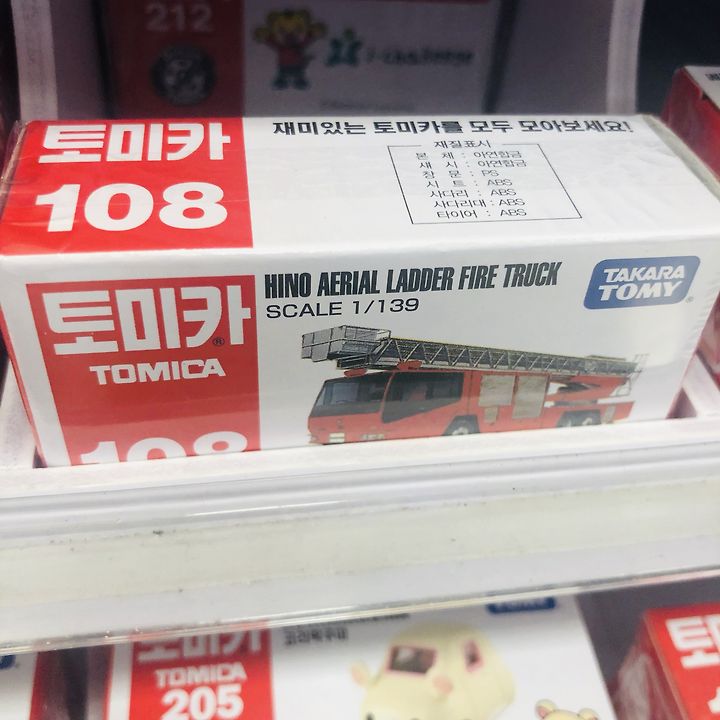 212
토미카
108
재미있는 토미카를 모두 모아보세요!
재질표시
본 체 : 아연합금
섀 시 : 아연합금
창 문 : PS
시 트 : ABS
사다리 : ABS
사다리대 : ABS
타이어 : ABS
토미카®
TOMICA
108
HINO AERIAL LADDER FIRE TRUCK
SCALE 1/139
TAKARA
TOMY®
토미카
TOMICA
205